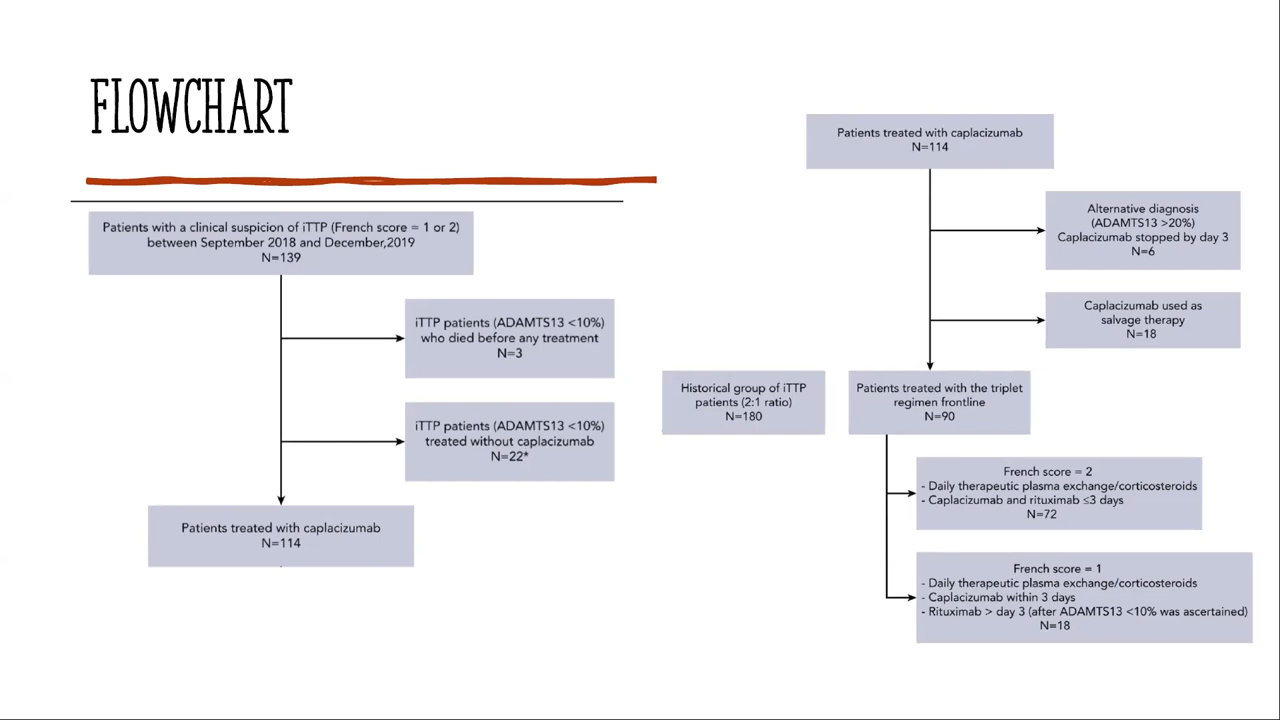 FLOWCHART
Patients with a clinical suspicion of iTTP (French score = 1 or 2)
between September 2018 and December,2019
N=139
iTTP patients (ADAMTS13 <10%)
who died before any treatment
N=3
iTTP patients (ADAMTS13 <10%)
treated without caplacizumab
N=22*
Patients treated with caplacizumab
N=114
Patients treated with caplacizumab
N=114
Alternative diagnosis
(ADAMTS13 >20%)
Caplacizumab stopped by day 3
N=6
Caplacizumab used as
salvage therapy
N=18
Historical group of iTTP
patients (2:1 ratio)
N=180
Patients treated with the triplet
regimen frontline
N=90
French score = 2
- Daily therapeutic plasma exchange/corticosteroids
- Caplacizumab and rituximab ≤3 days
N=72
French score = 1
- Daily therapeutic plasma exchange/corticosteroids
- Caplacizumab within 3 days
- Rituximab > day 3 (after ADAMTS13 <10% was ascertained)
N=18